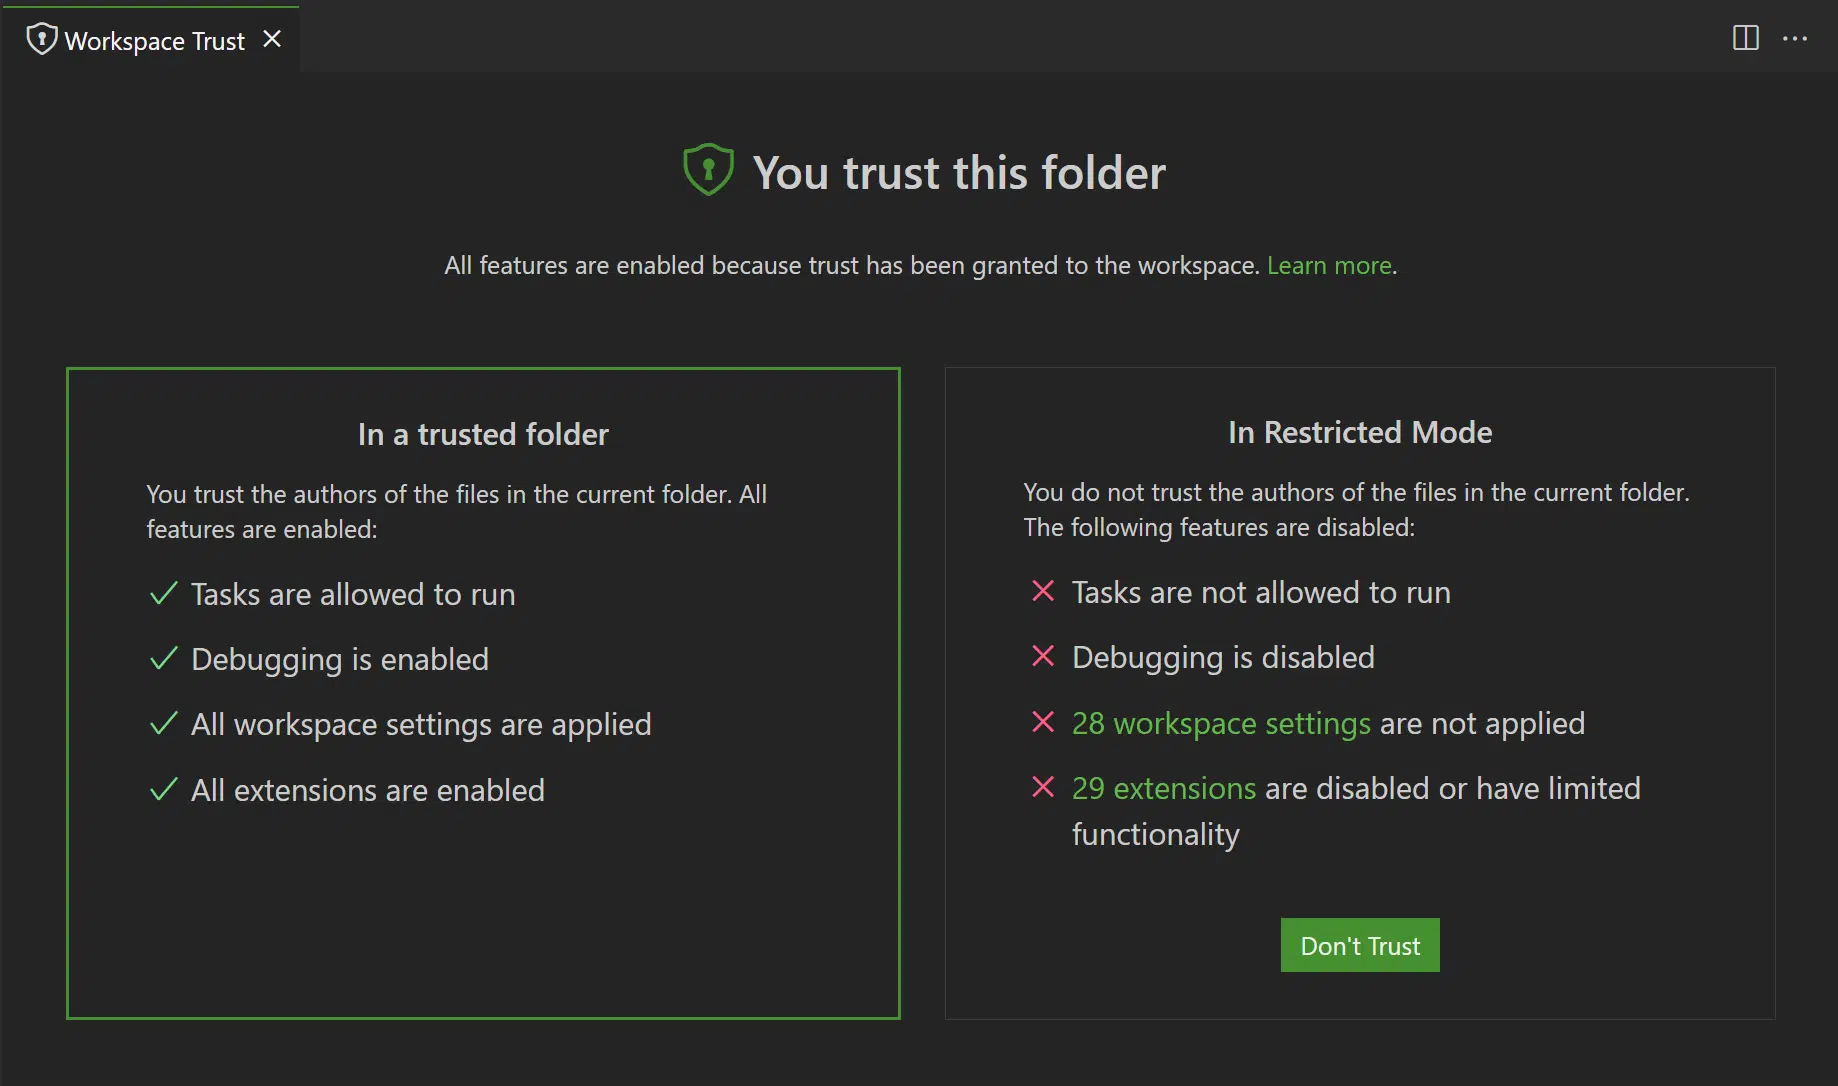 Workspace Trust
You trust this folder
All features are enabled because trust has been granted to the workspace. Learn more.
In a trusted folder
You trust the authors of the files in the current folder. All
features are enabled:
Tasks are allowed to run
Debugging is enabled
All workspace settings are applied
All extensions are enabled
In Restricted Mode
You do not trust the authors of the files in the current folder.
The following features are disabled:
Tasks are not allowed to run
Debugging is disabled
28 workspace settings are not applied
29 extensions are disabled or have limited
functionality
Don't Trust